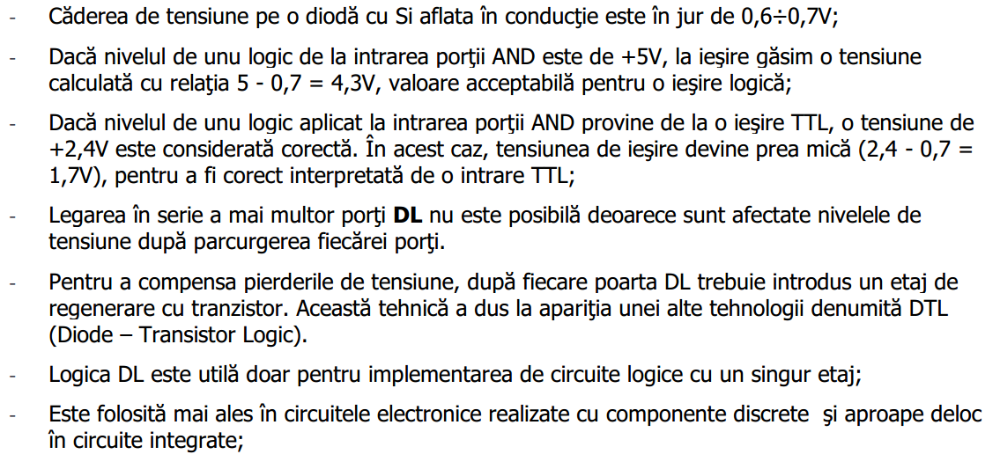 - Căderea de tensiune pe o diodă cu Si aflata în conducţie este în jur de 0,6÷0,7V;
- Dacă nivelul de unu logic de la intrarea porţii AND este de +5V, la ieşire găsim o tensiune
calculată cu relaţia 5 - 0,7 = 4,3V, valoare acceptabilă pentru o ieşire logică;
- Dacă nivelul de unu logic aplicat la intrarea porţii AND provine de la o ieşire TTL, o tensiune de
+2,4V este considerată corectă. În acest caz, tensiunea de ieşire devine prea mică (2,4 - 0,7 =
1,7V), pentru a fi corect interpretată de o intrare TTL;
- Legarea în serie a mai multor porţi DL nu este posibilă deoarece sunt afectate nivelele de
tensiune după parcurgerea fiecărei porţi.
- Pentru a compensa pierderile de tensiune, după fiecare poarta DL trebuie introdus un etaj de
regenerare cu tranzistor. Această tehnică a dus la apariţia unei alte tehnologii denumită DTL
(Diode – Transistor Logic).
- Logica DL este utilă doar pentru implementarea de circuite logice cu un singur etaj;
- Este folosită mai ales în circuitele electronice realizate cu componente discrete şi aproape deloc
în circuite integrate;